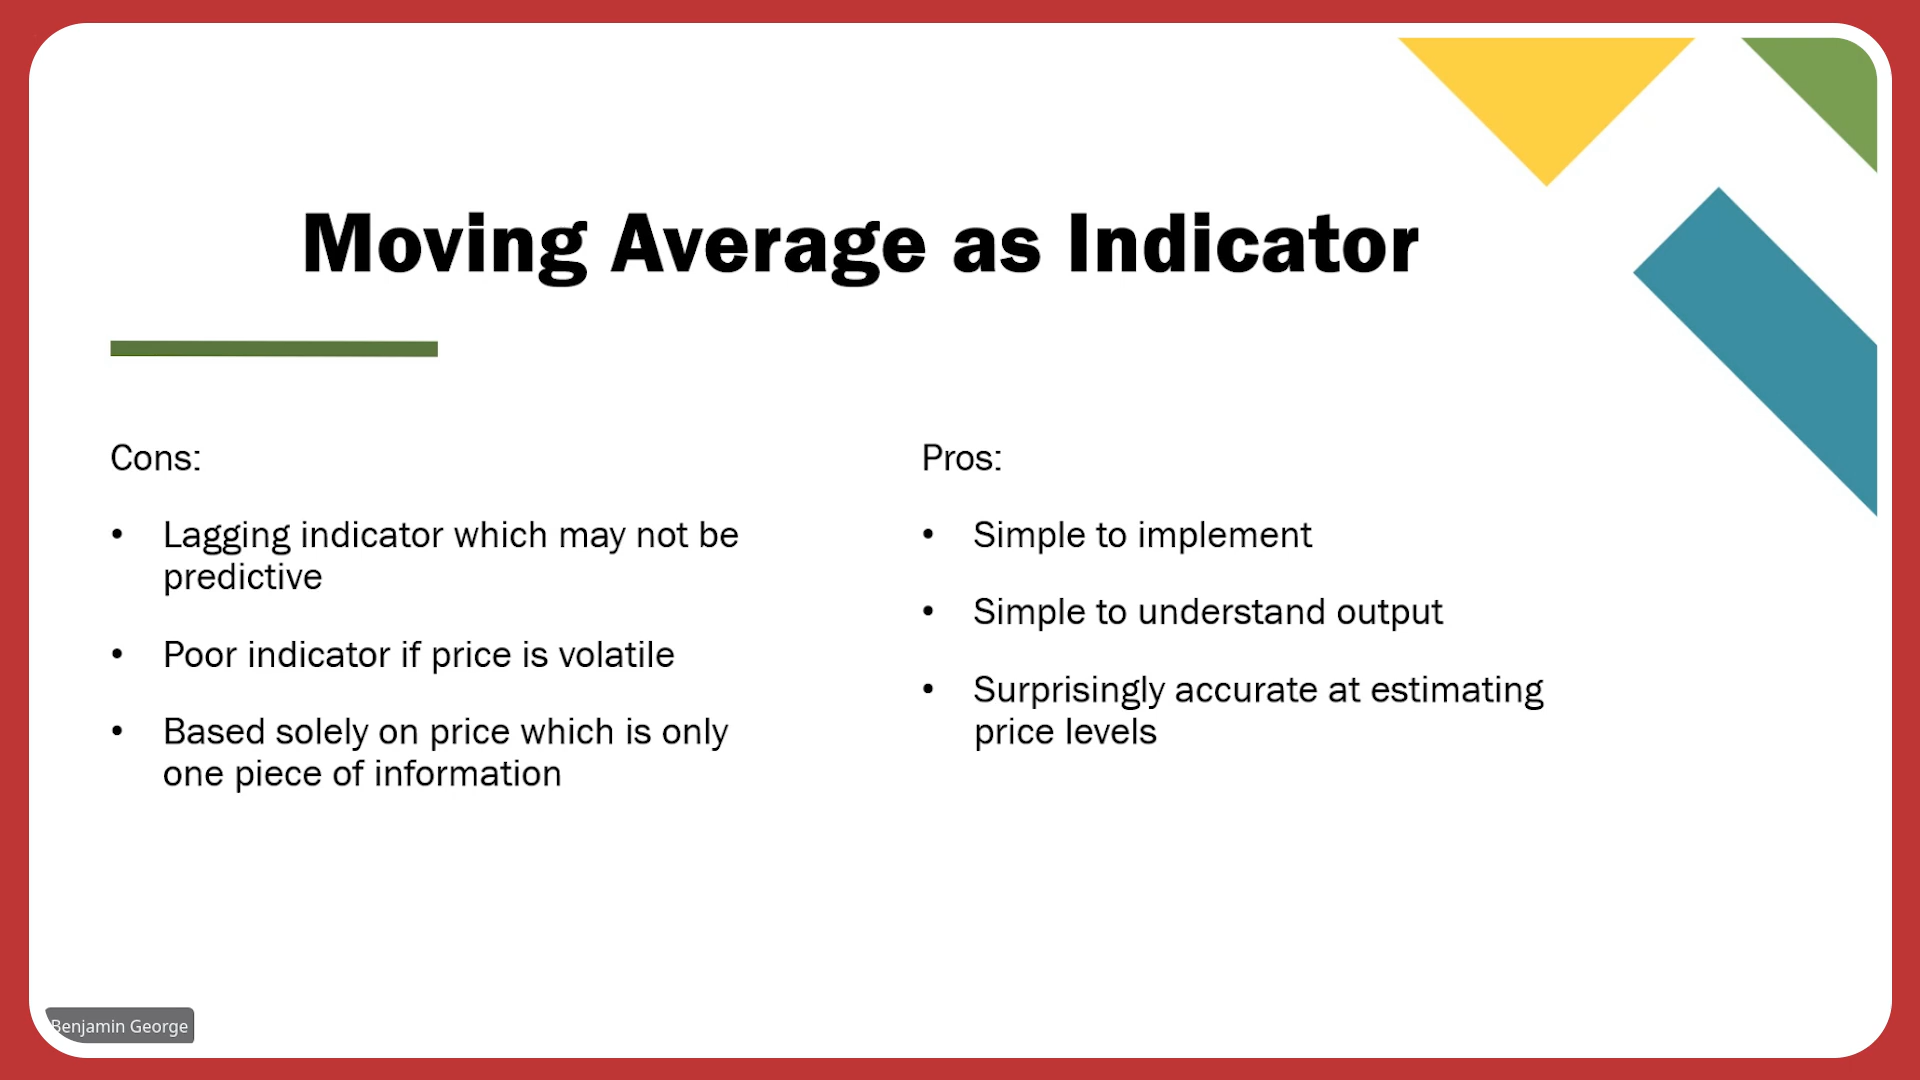 Moving Average as Indicator
Cons:
• Lagging indicator which may not be
predictive
• Poor indicator if price is volatile
• Based solely on price which is only
one piece of information
Pros:
• Simple to implement
• Simple to understand output
• Surprisingly accurate at estimating
price levels
Benjamin George